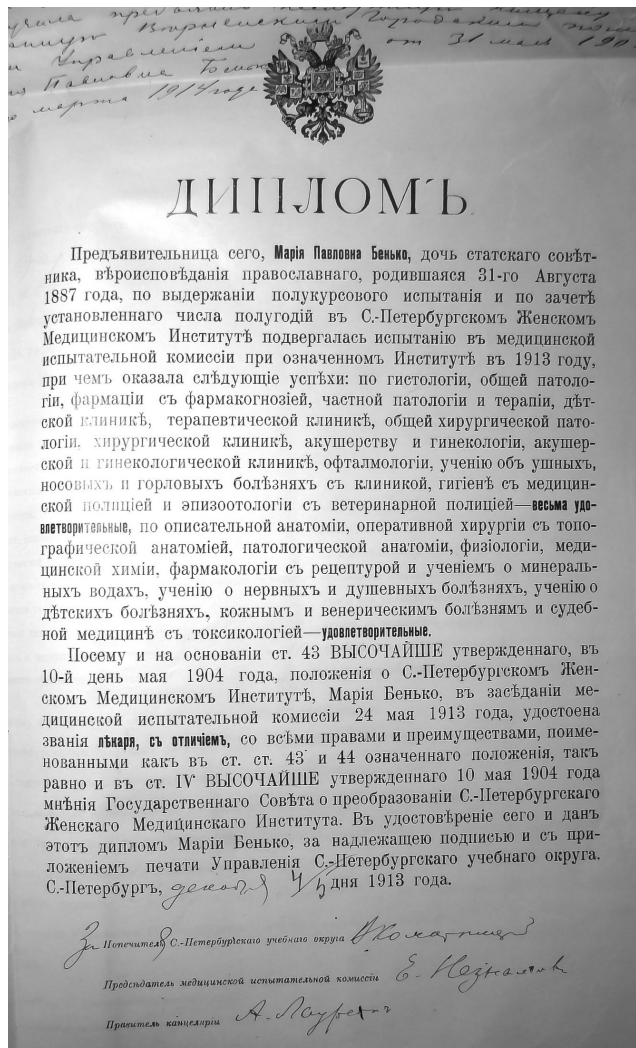 Управленіем от 31 мая
Павловна
марта 1914 года
ДИПЛОМЪ
Предъявительница сего, Марія Павловна Бенько, дочь статскаго совѣт-
ника, вѣроисповѣданія православнаго, родившаяся 31-го Августа
1887 года, по выдержаніи полукурсового испытанія и по зачетѣ
установленнаго числа полугодій въ С.-Петербургскомъ Женскомъ
Медицинскомъ Институтѣ подвергалась испытанію въ медицинской
испытательной комиссіи при означенномъ Институтѣ въ 1913 году,
при чемъ оказала слѣдующіе успѣхи: по гистологіи, общей патоло-
гіи, фармаціи съ фармакогнозіей, частной патологіи и терапіи, дѣт-
ской клиникѣ, терапевтической клиникѣ, общей хирургической пато-
логіи, хирургической клиникѣ, акушерству и гинекологіи, акушер-
ской и гинекологической клиникѣ, офталмологіи, ученію объ ушныхъ,
носовыхъ и горловыхъ болѣзняхъ съ клиникой, гигіенѣ съ медицин-
ской полиціей и эпизоотологіи съ ветеринарной полиціей—весьма удо-
влетворительные, по описательной анатоміи, оперативной хирургіи съ топо-
графической анатоміей, патологической анатоміи, физіологіи, меди-
цинской химіи, фармакологіи съ рецептурой и ученіемъ о минераль-
ныхъ водахъ, ученію о нервныхъ и душевныхъ болѣзняхъ, ученію о
дѣтскихъ болѣзняхъ, кожнымъ и венерическимъ болѣзнямъ и судеб-
ной медицинѣ съ токсикологіей—удовлетворительные.
Посему и на основаніи ст. 43 ВЫСОЧАЙШЕ утвержденнаго, въ
10-й день мая 1904 года, положенія о С.-Петербургскомъ Жен-
скомъ Медицинскомъ Институтѣ, Марія Бенько, въ засѣданіи ме-
дицинской испытательной комиссіи 24 мая 1913 года, удостоена
званія лѣкаря, съ отличіемъ, со всѣми правами и преимуществами, поиме-
нованными какъ въ ст. ст. 43 и 44 означеннаго положенія, такъ
равно и въ ст. IV ВЫСОЧАЙШЕ утвержденнаго 10 мая 1904 года
мнѣнія Государственнаго Совѣта о преобразованіи С.-Петербургскаго
Женскаго Медицинскаго Института. Въ удостовѣреніе сего и данъ
этотъ дипломъ Маріи Бенько, за надлежащею подписью и съ при-
ложеніемъ печати Управленія С.-Петербургскаго учебнаго округа.
С.-Петербургъ, декабря дня 1913 года.
За Попечителя С.-Петербургскаго учебнаго округа
Предсѣдатель медицинской испытательной комиссіи Е.
Правитель канцеляріи А.